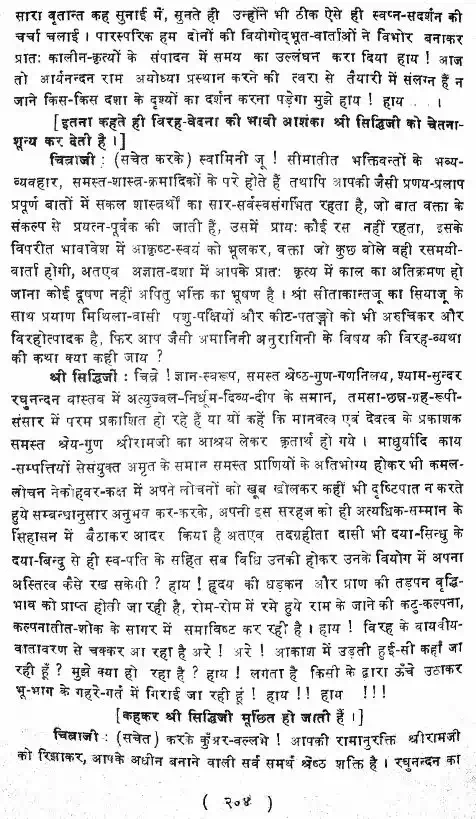 सारा वृतान्त कह सुनाई में, सुनते ही उन्होंने भी ठीक ऐसे ही स्वप्न-सदर्शन की
चर्चा चलाई । पारस्परिक हम दोनों की वियोगोद्भूत-वार्ताओं ने विभोर बनाकर
प्रातः कालीन-कृत्यों के संपादन में समय का उल्लंघन करा दिया हाय ! आज
तो आर्यनन्दन राम अयोध्या प्रस्थान करने की त्वरा से तैयारी में संलग्न हैं न
जाने किस-किस दशा के दृश्यों का दर्शन करना पड़ेगा मुझे हाय ! हाय . . .।
[इतना कहते ही विरह-वेदना की भावी आशंका श्री सिद्धिजी को चेतना-
शून्य कर देती है ।]
चित्राजी : (सचेत करके) स्वामिनी जू ! सीमातीत भक्तिवन्तों के भव्य-
व्यवहार, समस्त-शास्त्र-क्रमादिकों के परे होते हैं तथापि आपकी जैसी प्रणय-प्रलाप
प्रपूर्ण बातों में सकल शास्त्रर्थों का सार-सर्वस्वसंगर्भित रहता है, जो बात वक्ता के
संकल्प से प्रयत्न-पूर्वक की जाती हैं, उसमें प्रायः कोई रस नहीं रहता, इसके
विपरीत भावावेश में आकृष्ट-स्वयं को भूलकर, वक्ता जो कुछ बोले वही रसमयी-
वार्ता होगी, अतएव अज्ञात-दशा में आपके प्रातः कृत्य में काल का अतिक्रमण हो
जाना कोई दूषण नहीं अपितु भक्ति का भूषण है । श्री सीताकान्तजू का सियाजू के
साथ प्रयाण मिथिला-वासी पशु-पक्षियों और कीट-पतङ्गो को भी अरुचिकर और
विरहोत्पादक है, फिर आप जैसी अमानिनी अनुरागिनी के विषय की विरह-व्यथा
की कथा क्या कही जाय ?
श्री सिद्धिजी : चित्रे ! ज्ञान-स्वरूप, समस्त श्रेष्ठ-गुण-गणनिलय, श्याम-सुन्दर
रघुनन्दन वास्तव में अत्युज्वल-निर्धूम-दिव्य-दीप के समान, तमसा-छन्न-ग्रह-रूपी-
संसार में परम प्रकाशित हो रहे हैं या यों कहें कि मानवत्व एवं देवत्व के प्रकाशक
समस्त श्रेय-गुण श्रीरामजी का आश्रय लेकर कृतार्थ हो गये । माधुर्यादि काय
-सम्पत्तियों सेसंयुक्त अमृत के समान समस्त प्राणियों के अतिभोग्य होकर भी कमल-
लोचन नेकोहवर-कक्ष में अपने लोचनों को खूब खोलकर कहीं भी दृष्टिपात न करते
हुये सम्बन्धानुसार अनुभव कर-करके, अपनी इस सरहज को ही अत्यधिक-सम्मान के
सिंहासन में बैठाकर आदर किया है अतएव तदग्रहीता दासी भी दया-सिन्धु के
दया-बिन्दु से ही स्व-पति के सहित सब विधि उनकी होकर उनके वियोग में अपना
अस्तित्व कैसे रख सकेगी ? हाय ! हृदय की धड़कन और प्राण की तड़पन वृद्धि-
भाव को प्राप्त होती जा रही है, रोम-रोम में रमे हुये राम के जाने की कटु-कल्पना,
कल्पनातीत-शोक के सागर में समाविष्ट कर रही है । हाय ! विरह के वायवीय-
वातावरण से चक्कर आ रहा है अरे ! अरे ! आकाश में उड़ती हुई-सी कहाँ जा
रही हूँ ? मुझे क्या हो रहा है ? हाय ! लगता है किसी के द्वारा ऊँचे उठाकर
भू-भाग के गहरे-गर्त में गिराई जा रही हूं ! हाय !! हाय !!!
[कहकर श्री सिद्धिजी मूर्छित हो जाती हैं ।]
चित्राजी : (सचेत) करके कुँअर-वल्लभे ! आपकी रामानुरक्ति श्रीरामजी
को रिझाकर, आपके अधीन बनाने वाली सर्व समर्थ श्रेष्ठ शक्ति है । रघुनन्दन का
( २०४ )